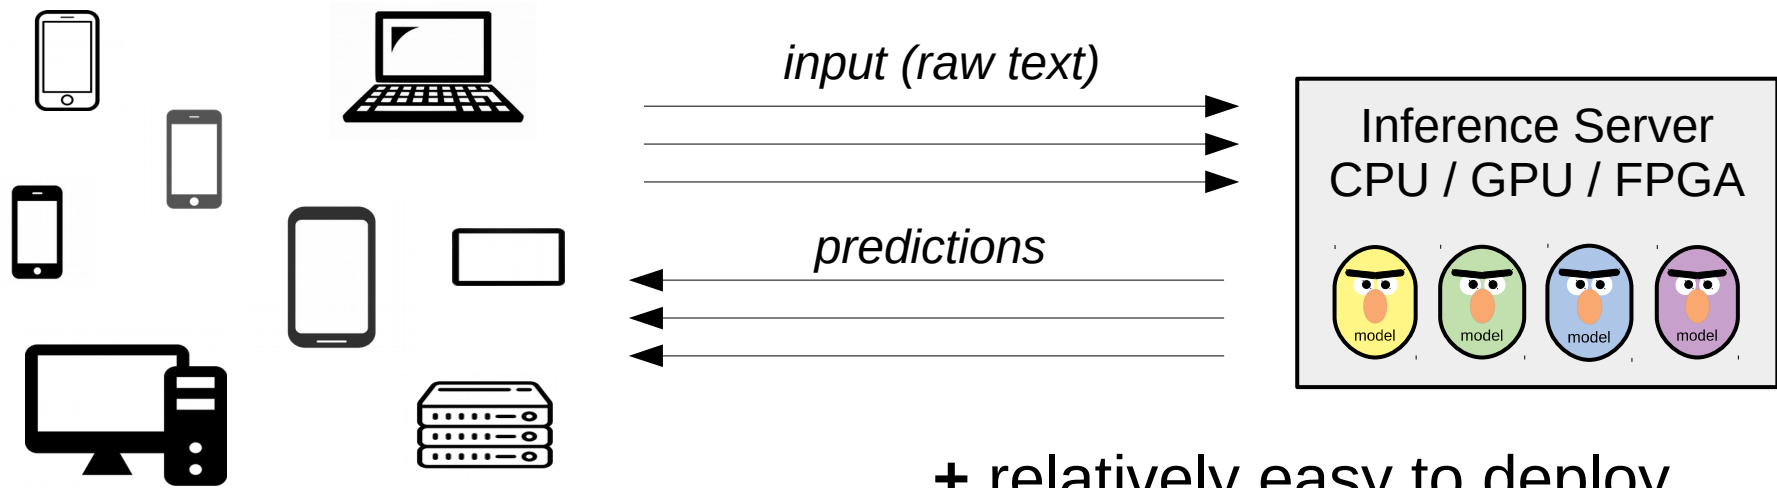 input (raw text)
Inference Server
CPU / GPU / FPGA
predictions
model model model model
+ relatively easy to deploy